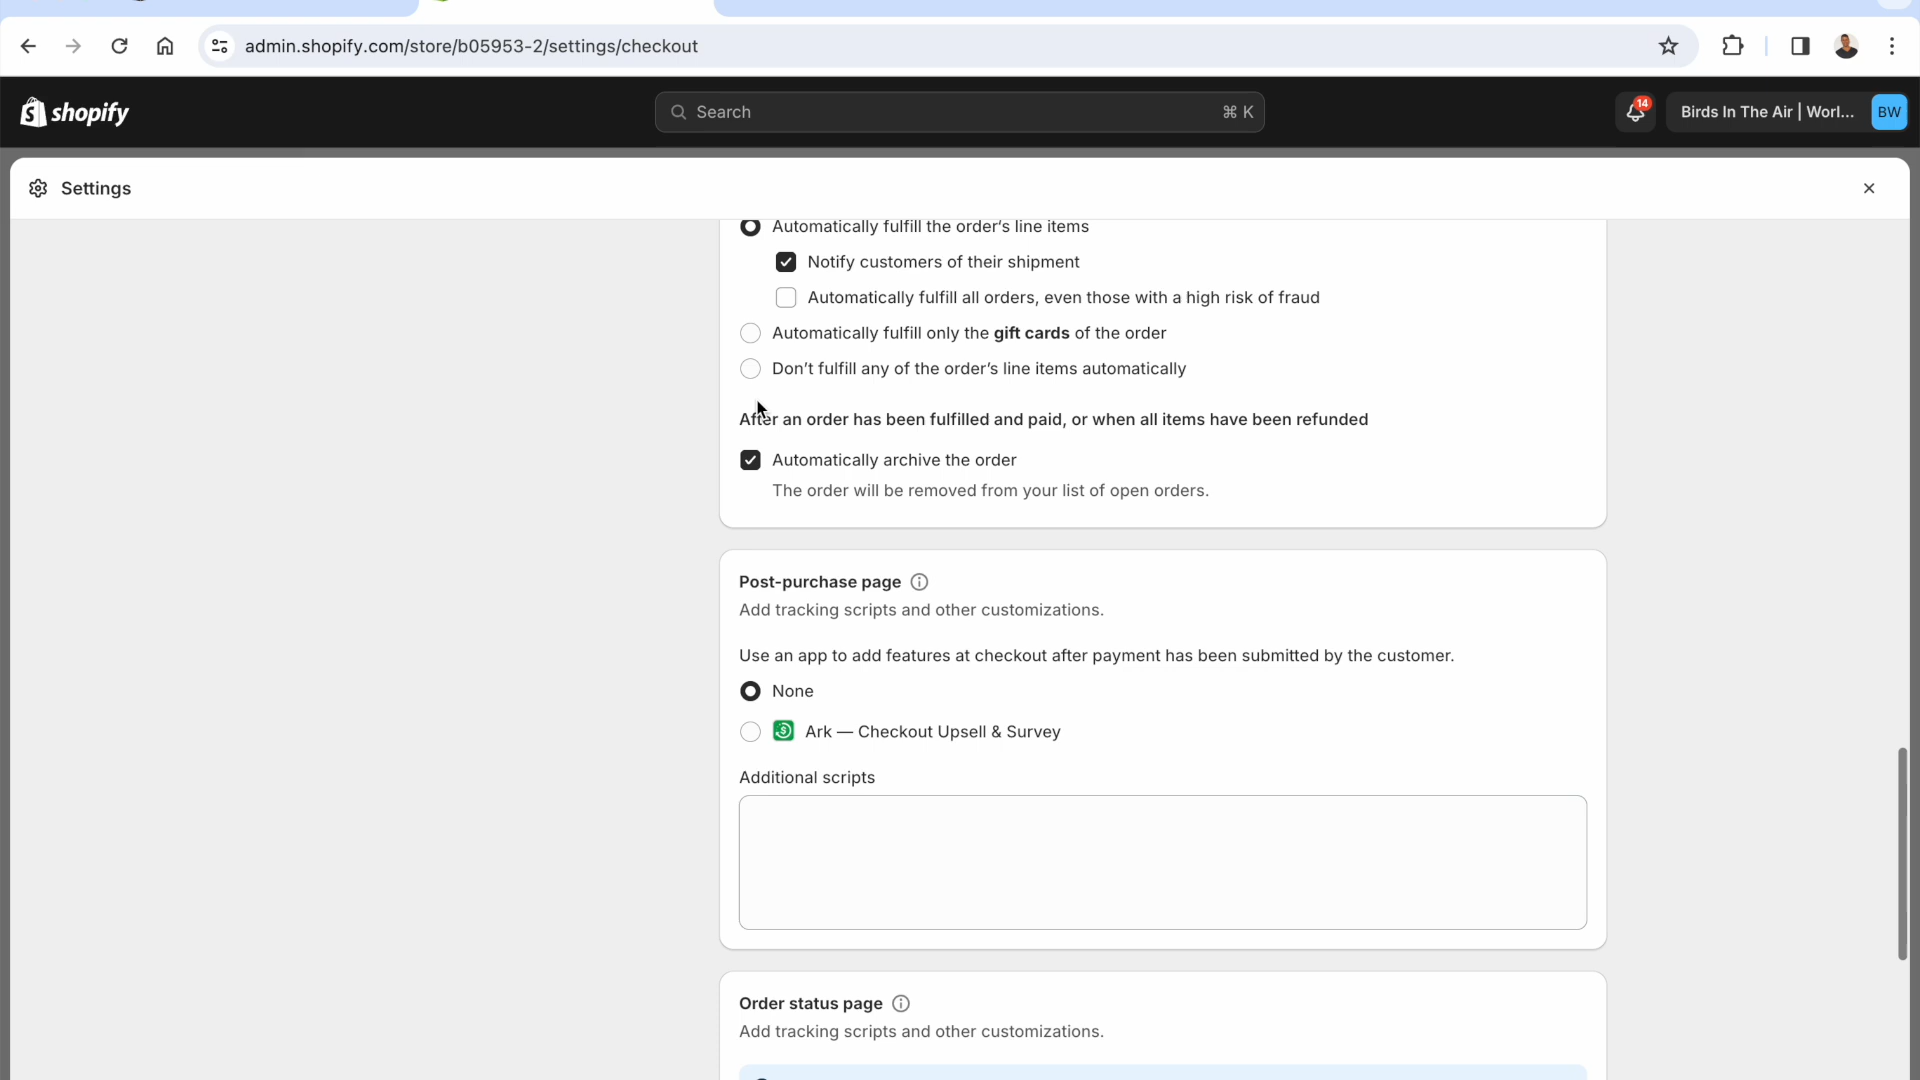 admin.shopify.com/store/b05953-2/settings/checkout
shopify
Search
⌘ K
14
Birds In The Air | Worl...
BW
Settings
Automatically fulfill the order’s line items
Notify customers of their shipment
Automatically fulfill all orders, even those with a high risk of fraud
Automatically fulfill only the gift cards of the order
Don’t fulfill any of the order’s line items automatically
After an order has been fulfilled and paid, or when all items have been refunded
Automatically archive the order
The order will be removed from your list of open orders.
Post-purchase page
Add tracking scripts and other customizations.
Use an app to add features at checkout after payment has been submitted by the customer.
None
Ark — Checkout Upsell & Survey
Additional scripts
Order status page
Add tracking scripts and other customizations.